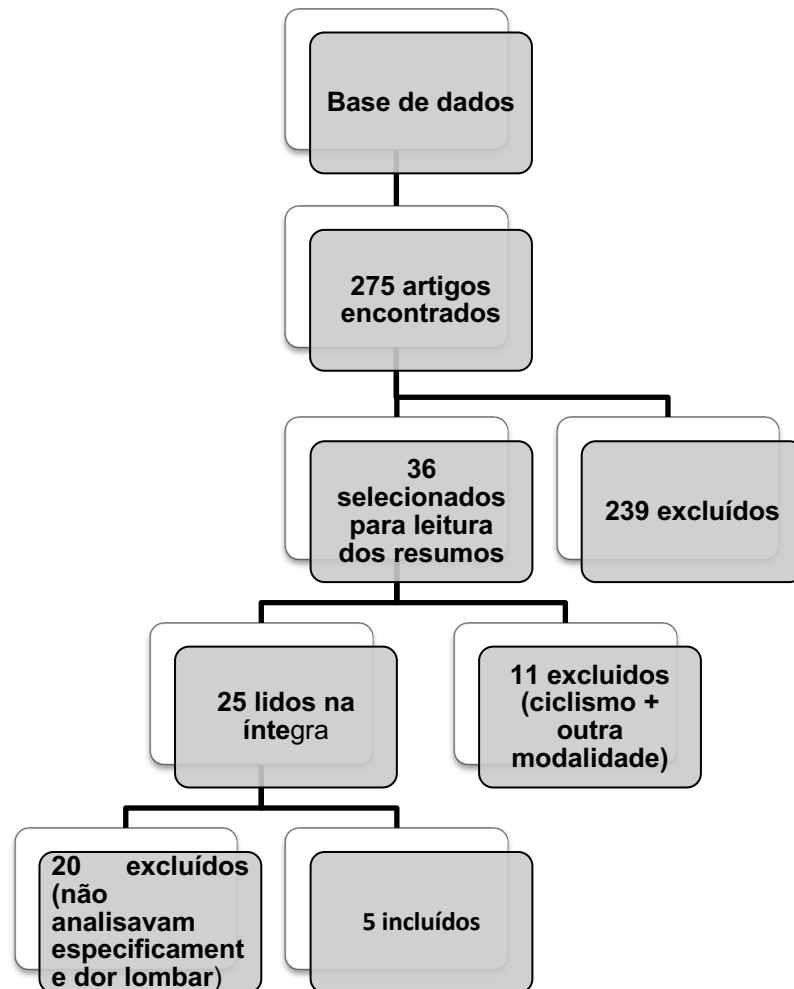 Base de dados
275 artigos
encontrados
36
selecionados
para leitura
dos resumos
239 excluídos
25 lidos na
íntegra
11 excluidos
(ciclismo +
outra
modalidade)
20 excluídos
(não
analisavam
especificament
e dor lombar)
5 incluídos